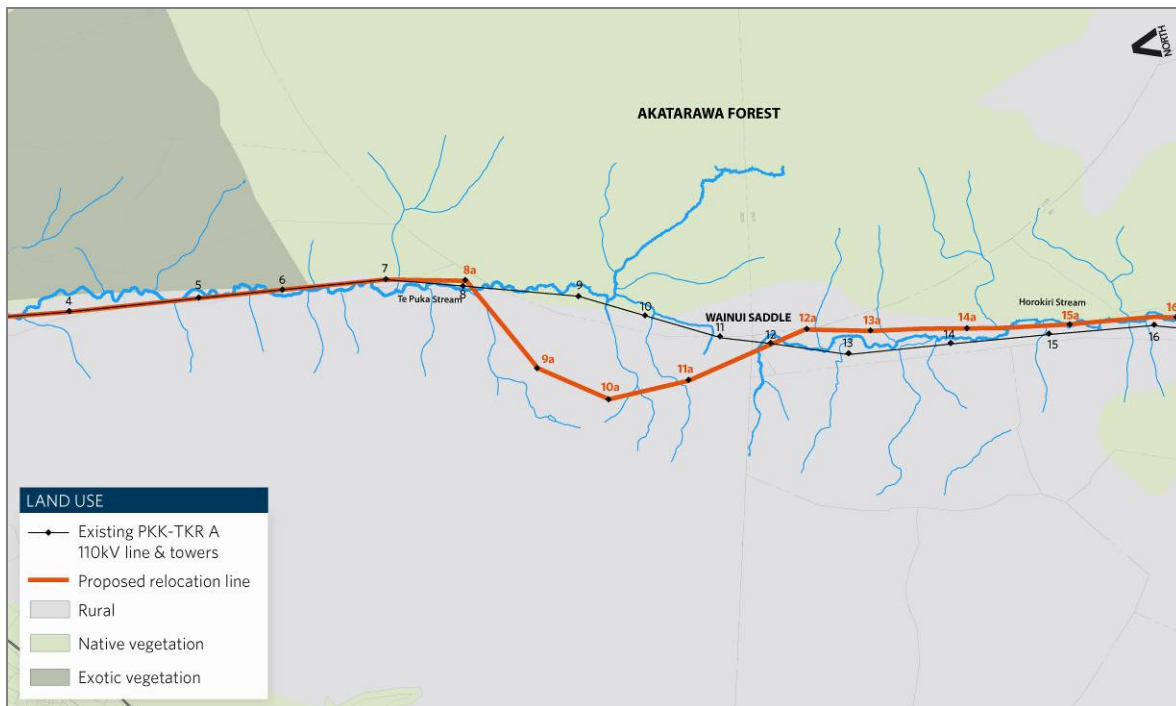 NORTH
AKATARAWA FOREST
7
8a
6
5
4
8
Te Puka Stream
9
10
WAINUI SADDLE
11
12
12a
13a
13
14a
14
Horokiri Stream
15a
15
16
16
9a
10a
11a
LAND USE
Existing PKK-TKR A
110kV line & towers
Proposed relocation line
Rural
Native vegetation
Exotic vegetation